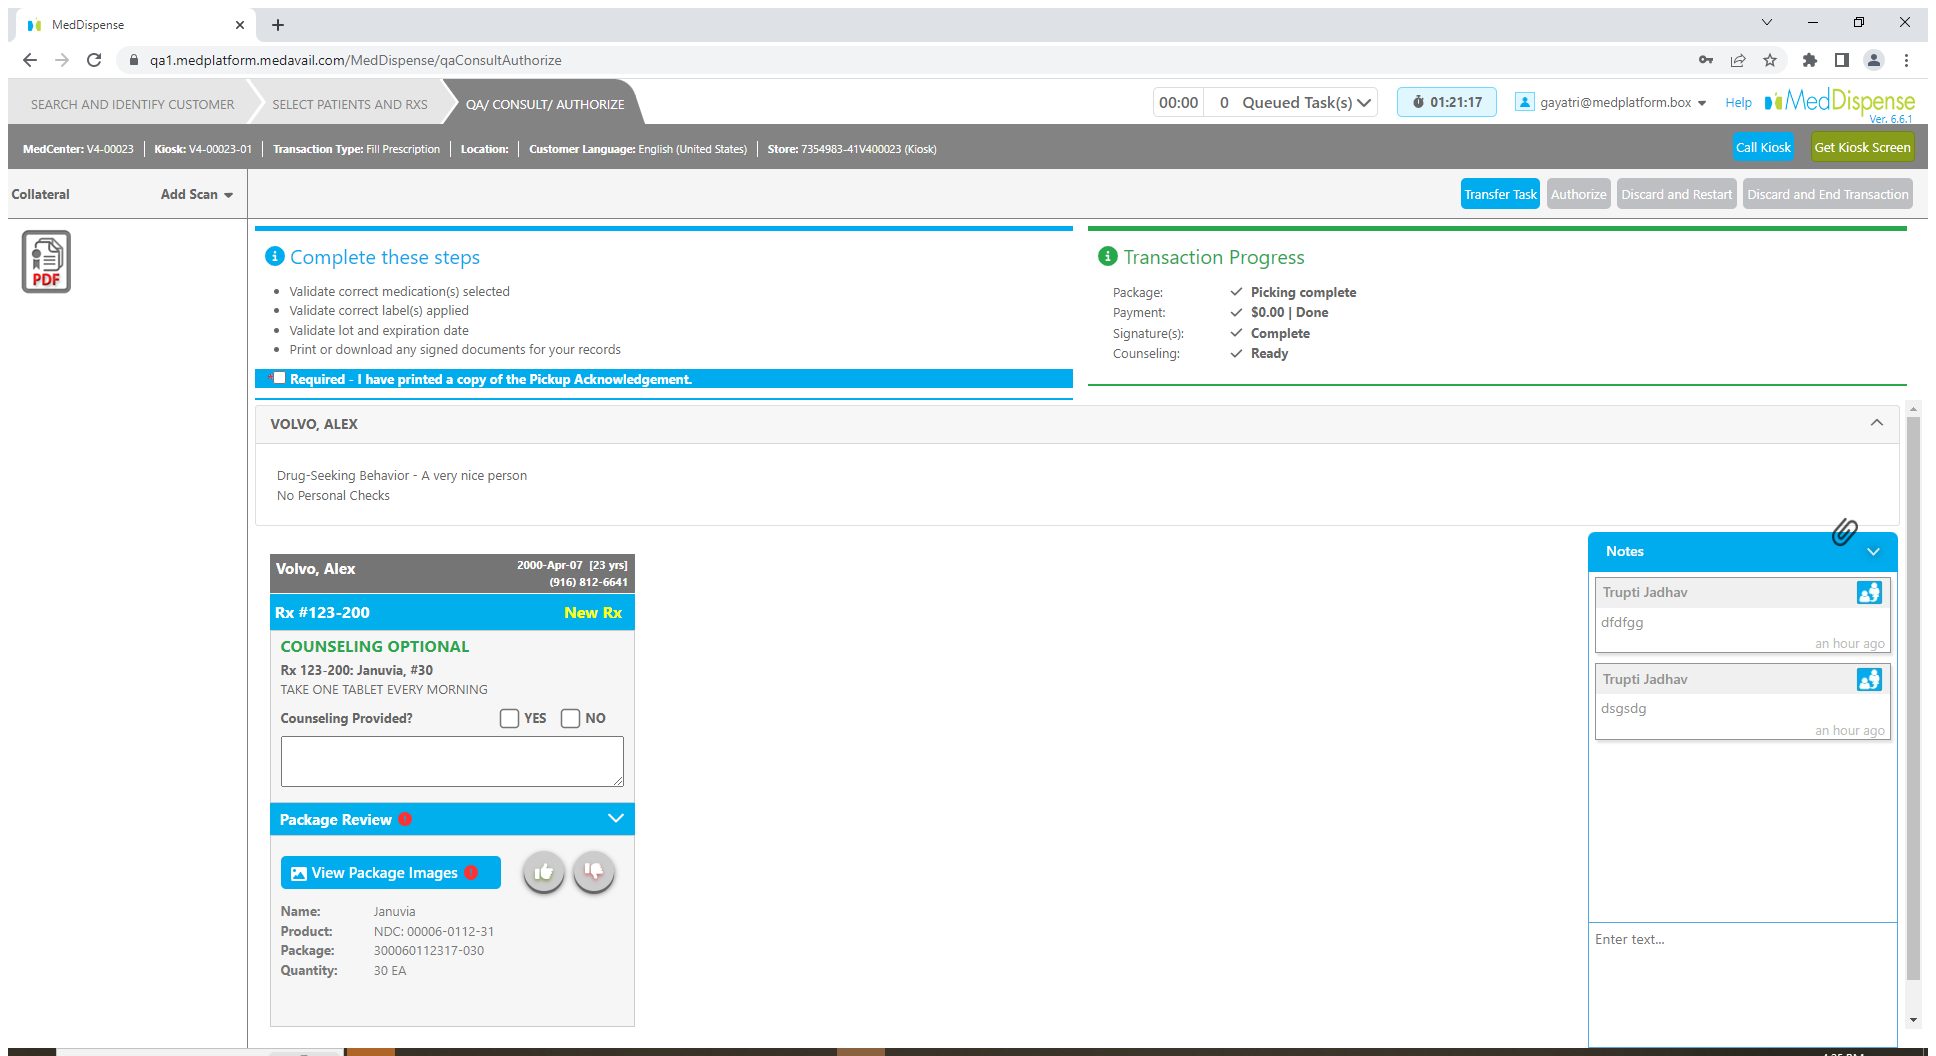 MedDispense
qa1.medplatform.medavail.com/MedDispense/qaConsultAuthorize
SEARCH AND IDENTIFY CUSTOMER SELECT PATIENTS AND RXS QA/ CONSULT/ AUTHORIZE 00:00 0 Queued Task(s) 01:21:17 gayatri@medplatform.box Help MedDispense
Ver. 6.6.1
MedCenter: V4-00023 Kiosk: V4-00023-01 Transaction Type: Fill Prescription Location: Customer Language: English (United States) Store: 7354983-41V400023 (Kiosk) Call Kiosk Get Kiosk Screen
Collateral Add Scan Transfer Task Authorize Discard and Restart Discard and End Transaction
PDF
Complete these steps
Validate correct medication(s) selected
Validate correct label(s) applied
Validate lot and expiration date
Print or download any signed documents for your records
* Required - I have printed a copy of the Pickup Acknowledgement.
Transaction Progress
Package: Picking complete
Payment: $0.00 | Done
Signature(s): Complete
Counseling: Ready
VOLVO, ALEX
Drug-Seeking Behavior - A very nice person
No Personal Checks
Volvo, Alex 2000-Apr-07 [23 yrs]
(916) 812-6641
Rx #123-200 New Rx
COUNSELING OPTIONAL
Rx 123-200: Januvia, #30
TAKE ONE TABLET EVERY MORNING
Counseling Provided? YES NO
Package Review
View Package Images
Name: Januvia
Product: NDC: 00006-0112-31
Package: 300060112317-030
Quantity: 30 EA
Notes
Trupti Jadhav
dfdfgg
an hour ago
Trupti Jadhav
dsgsdg
an hour ago
Enter text...